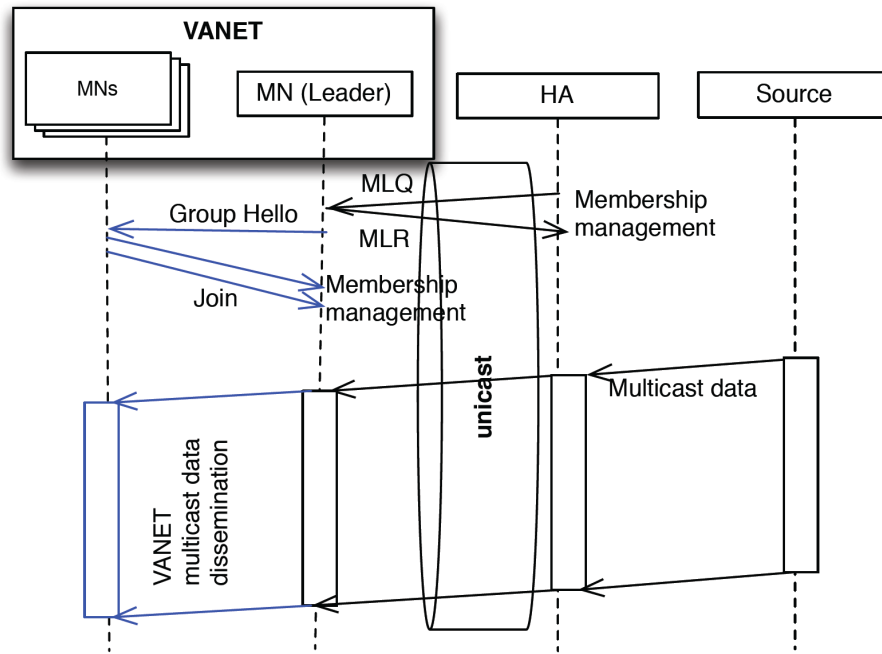 VANET
MNs
MN (Leader)
HA
Source
MLQ
Membership
management
Group Hello
MLR
Join
Membership
management
unicast
Multicast data
VANET
multicast data
dissemination